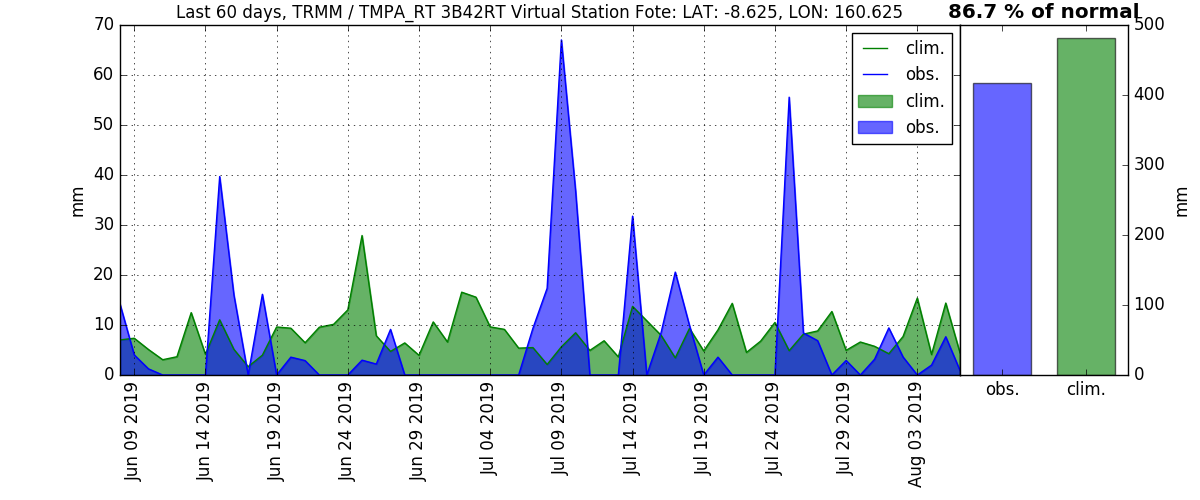 Last 60 days, TRMM / TMPA_RT 3B42RT Virtual Station Fote: LAT: -8.625, LON: 160.625
86.7 % of normal
70
60
50
40
30
20
10
0
mm
clim.
obs.
clim.
obs.
500
400
300
200
100
0
mm
Jun 09 2019
Jun 14 2019
Jun 19 2019
Jun 24 2019
Jun 29 2019
Jul 04 2019
Jul 09 2019
Jul 14 2019
Jul 19 2019
Jul 24 2019
Jul 29 2019
Aug 03 2019
obs.
clim.